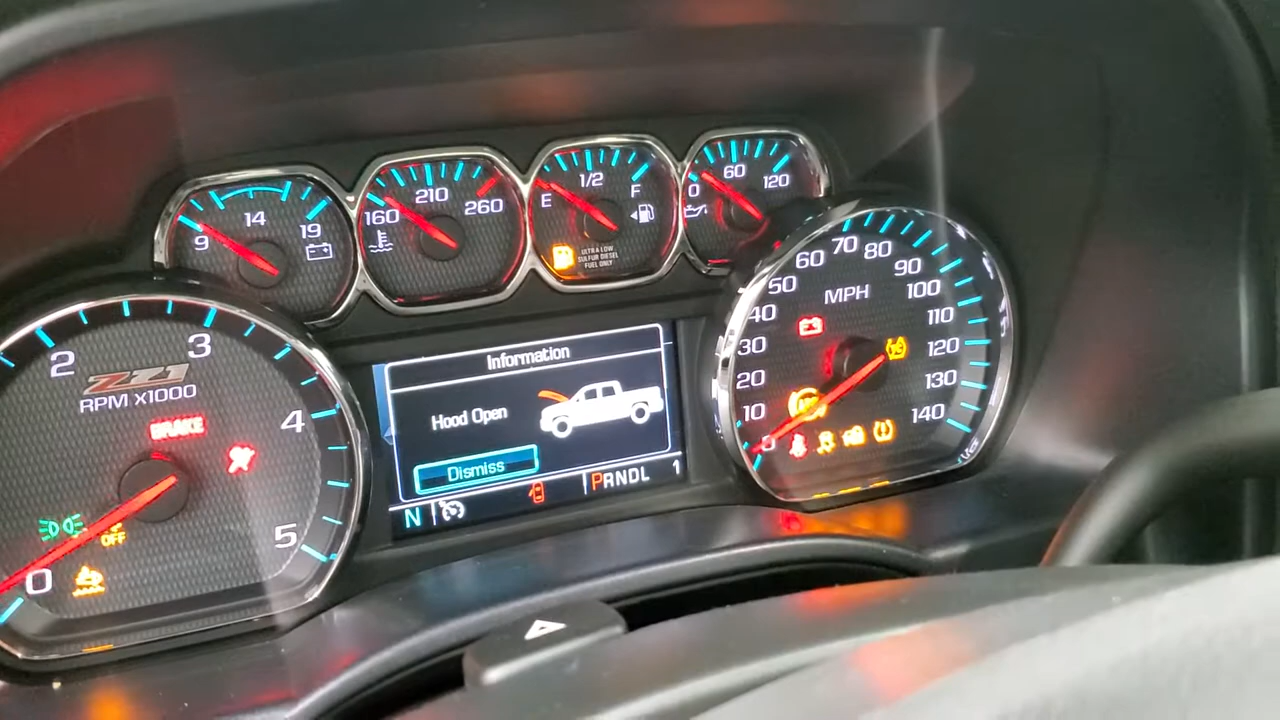 9 14 19
160 210 260
E 1/2 F
ULTRA LOW
SULFUR DIESEL
FUEL ONLY
0 60 120
0 2 3 4 5
Z71
RPM x1000
BRAKE
OFF
Information
Hood Open
Dismiss
N PRNDL 1
MPH
0 10 20 30 40 50 60 70 80 90 100 110 120 130 140